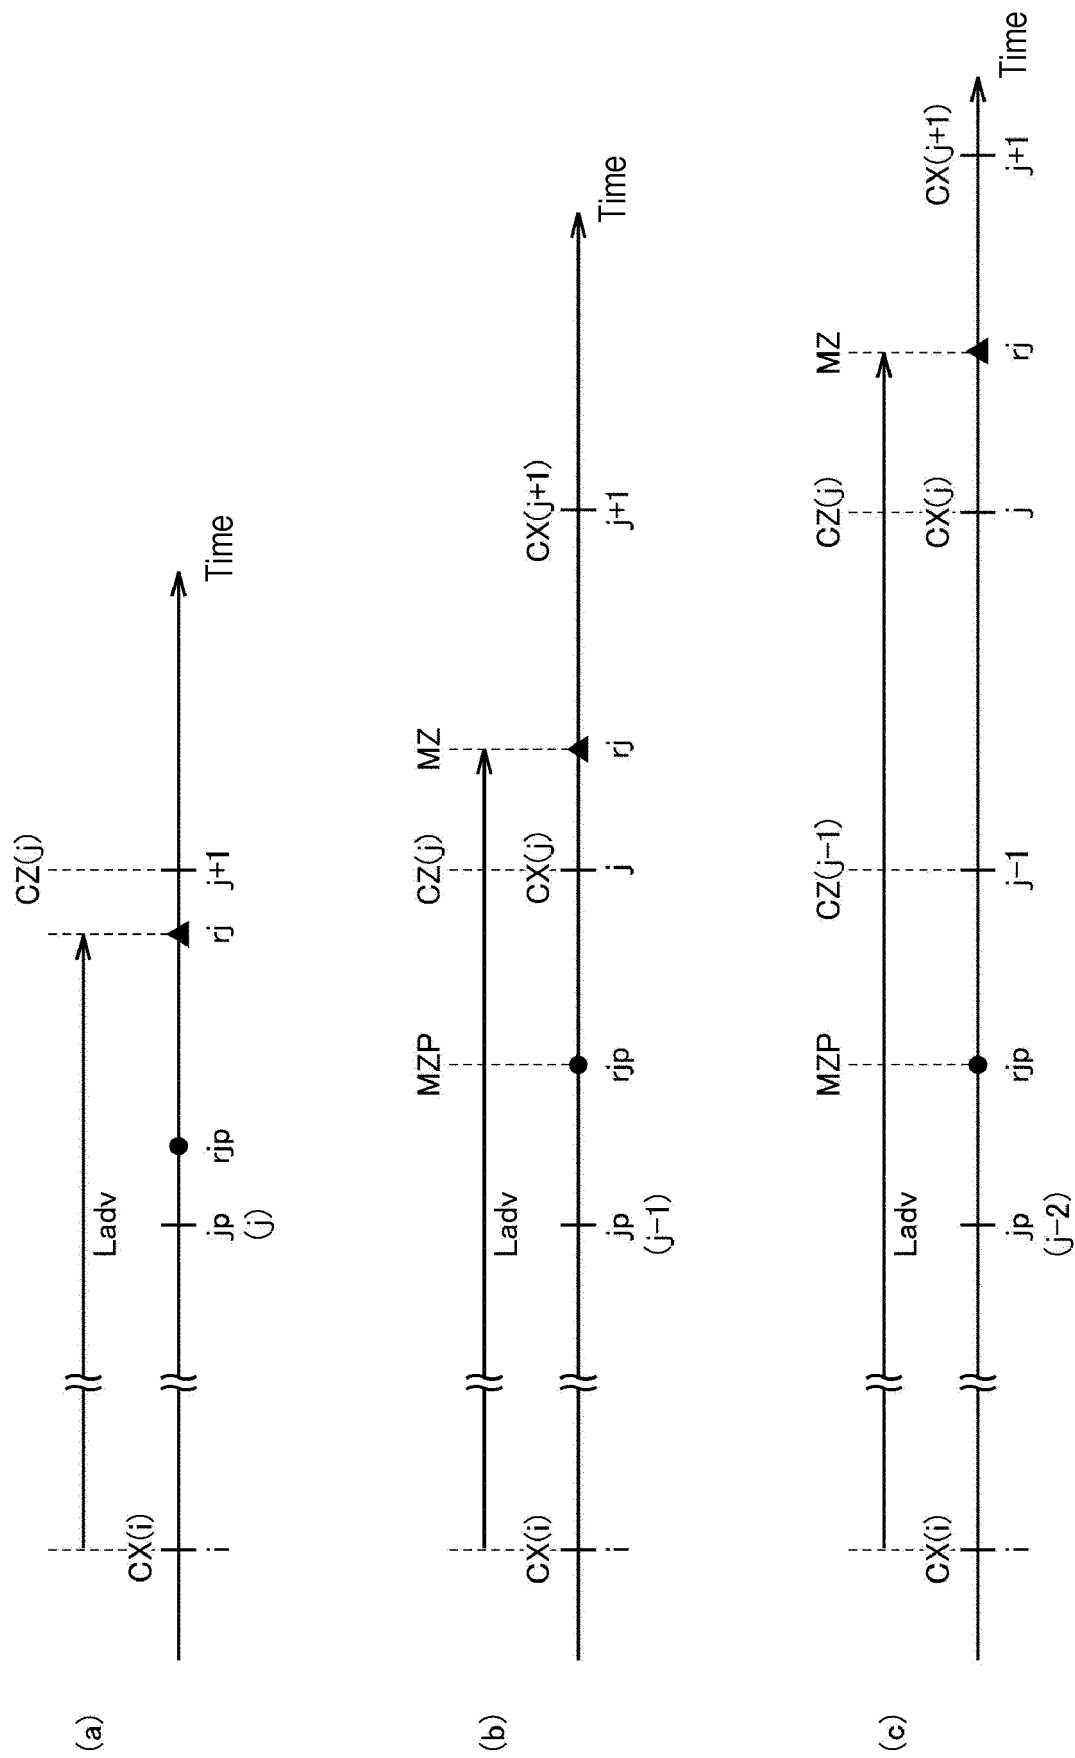 (a)
CZ(j)
Ladv
CX(i)
Time
i
jp
rjp
rj
j+1
(j)
(b)
MZP
CZ(j)
MZ
Ladv
CX(i)
CX(j)
CX(j+1)
Time
i
jp
rjp
j
rj
j+1
(j-1)
(c)
MZP
CZ(j-1)
CZ(j)
MZ
Ladv
CX(i)
CX(j)
CX(j+1)
Time
i
jp
rjp
j-1
j
rj
j+1
(j-2)